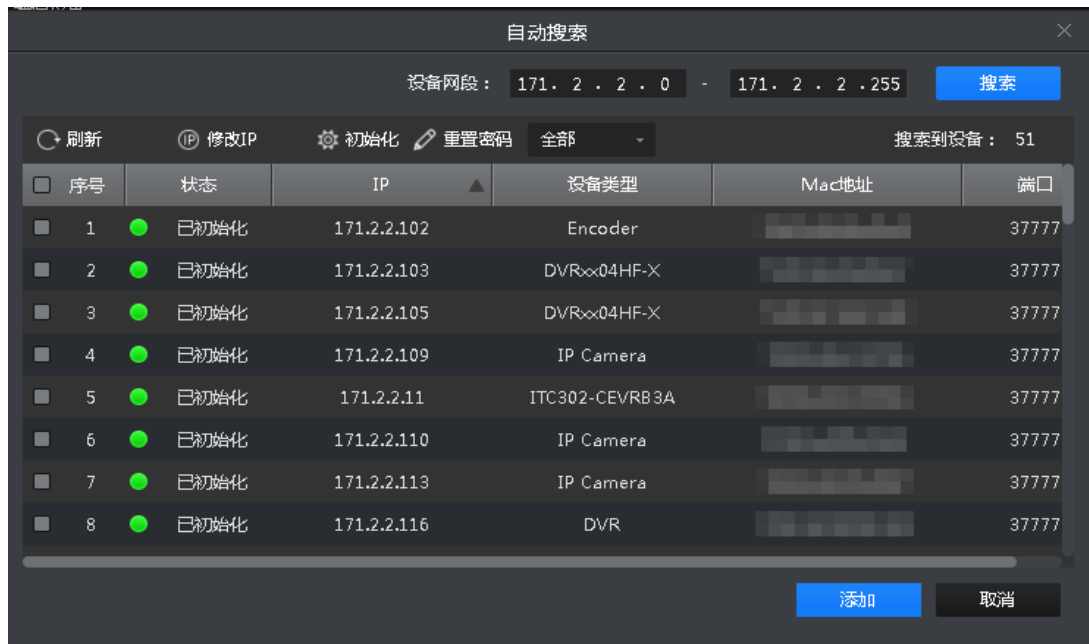 自动搜索
设备网段： 171. 2 . 2 . 0 - 171. 2 . 2 .255 搜索
刷新 IP 修改IP 初始化 重置密码 全部 搜索到设备： 51
序号 状态 IP 设备类型 Mac地址 端口
1 已初始化 171.2.2.102 Encoder 37777
2 已初始化 171.2.2.103 DVRxx04HF-X 37777
3 已初始化 171.2.2.105 DVRxx04HF-X 37777
4 已初始化 171.2.2.109 IP Camera 37777
5 已初始化 171.2.2.11 ITC302-CEVRB3A 37777
6 已初始化 171.2.2.110 IP Camera 37777
7 已初始化 171.2.2.113 IP Camera 37777
8 已初始化 171.2.2.116 DVR 37777
添加 取消